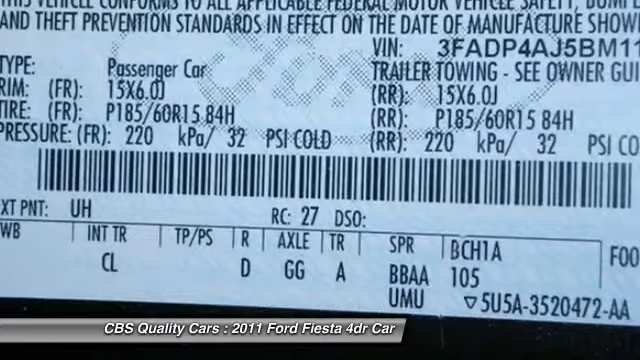 THIS VEHICLE CONFORMS TO ALL APPLICABLE FEDERAL MOTOR VEHICLE SAFETY, BUMPE
AND THEFT PREVENTION STANDARDS IN EFFECT ON THE DATE OF MANUFACTURE SHOW
VIN: 3FADP4AJ5BM11
TYPE: Passenger Car TRAILER TOWING - SEE OWNER GUI
RIM: (FR): 15X6.0J (RR): 15X6.0J
TIRE: (FR): P185/60R15 84H (RR): P185/60R15 84H
PRESSURE: (FR): 220 kPa/ 32 PSI COLD (RR): 220 kPa/ 32 PSI CO
XT PNT: UH RC: 27 DSO:
WB INT TR TP/PS R AXLE TR SPR BCH1A F00
CL D GG A BBAA 105
UMU ▽5U5A-3520472-AA
CBS Quality Cars : 2011 Ford Fiesta 4dr Car